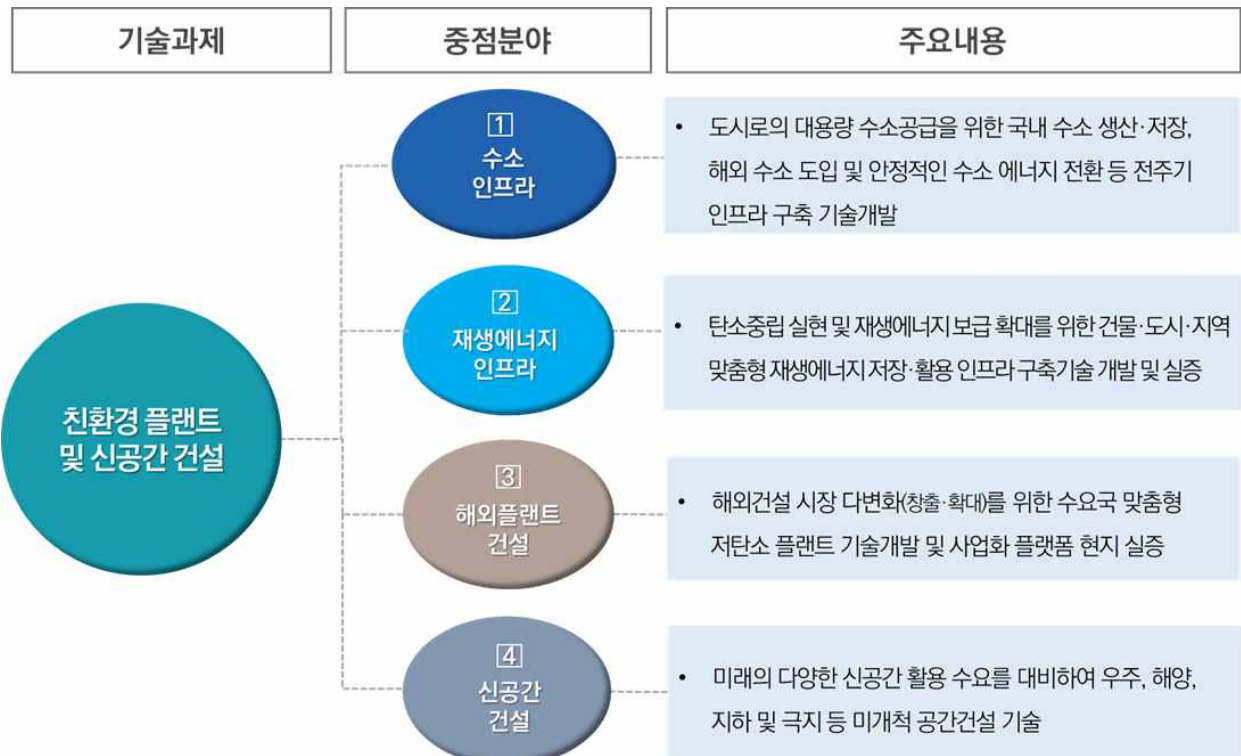 기술과제
중점분야
주요내용
친환경 플랜트
및 신공간 건설
1
수소
인프라
• 도시로의 대용량 수소공급을 위한 국내 수소 생산·저장,
해외 수소 도입 및 안정적인 수소 에너지 전환 등 전주기
인프라 구축 기술개발
2
재생에너지
인프라
• 탄소중립 실현 및 재생에너지 보급 확대를 위한 건물·도시·지역
맞춤형 재생에너지 저장·활용 인프라 구축기술 개발 및 실증
3
해외플랜트
건설
• 해외건설 시장 다변화(창출·확대)를 위한 수요국 맞춤형
저탄소 플랜트 기술개발 및 사업화 플랫폼 현지 실증
4
신공간
건설
• 미래의 다양한 신공간 활용 수요를 대비하여 우주, 해양,
지하 및 극지 등 미개척 공간건설 기술